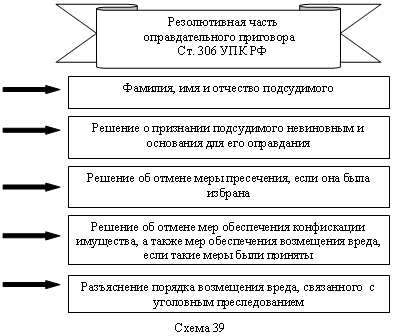 Резолютивная часть
оправдательного приговора
Ст. 306 УПК РФ
Фамилия, имя и отчество подсудимого
Решение о признании подсудимого невиновным и
основания для его оправдания
Решение об отмене меры пресечения, если она была
избрана
Решение об отмене мер обеспечения конфискации
имущества, а также мер обеспечения возмещения вреда,
если такие меры были приняты
Разъяснение порядка возмещения вреда, связанного с
уголовным преследованием
Схема 39